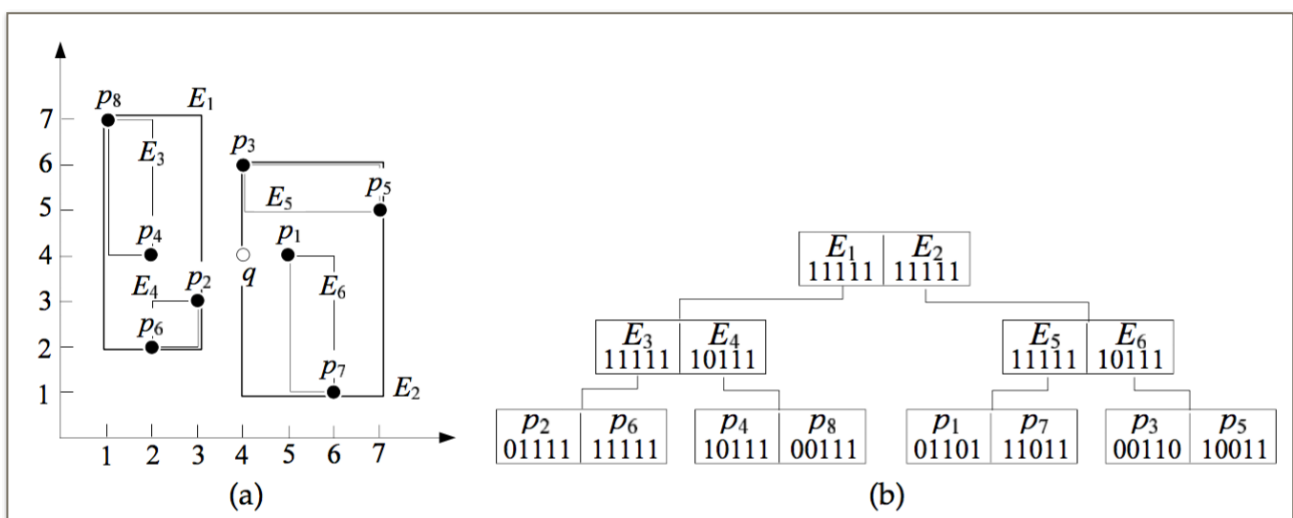 p8 E1
7
p3
E3
6
p5
E5
5
p4 p1
4
q
E4 p2 E6
3
p6
2
p7
1 E2
1 2 3 4 5 6 7
(a)
E1 E2
11111 11111
E3 E4
11111 10111
E5 E6
11111 10111
p2 p6
01111 11111
p4 p8
10111 00111
p1 p7
01101 11011
p3 p5
00110 10011
(b)